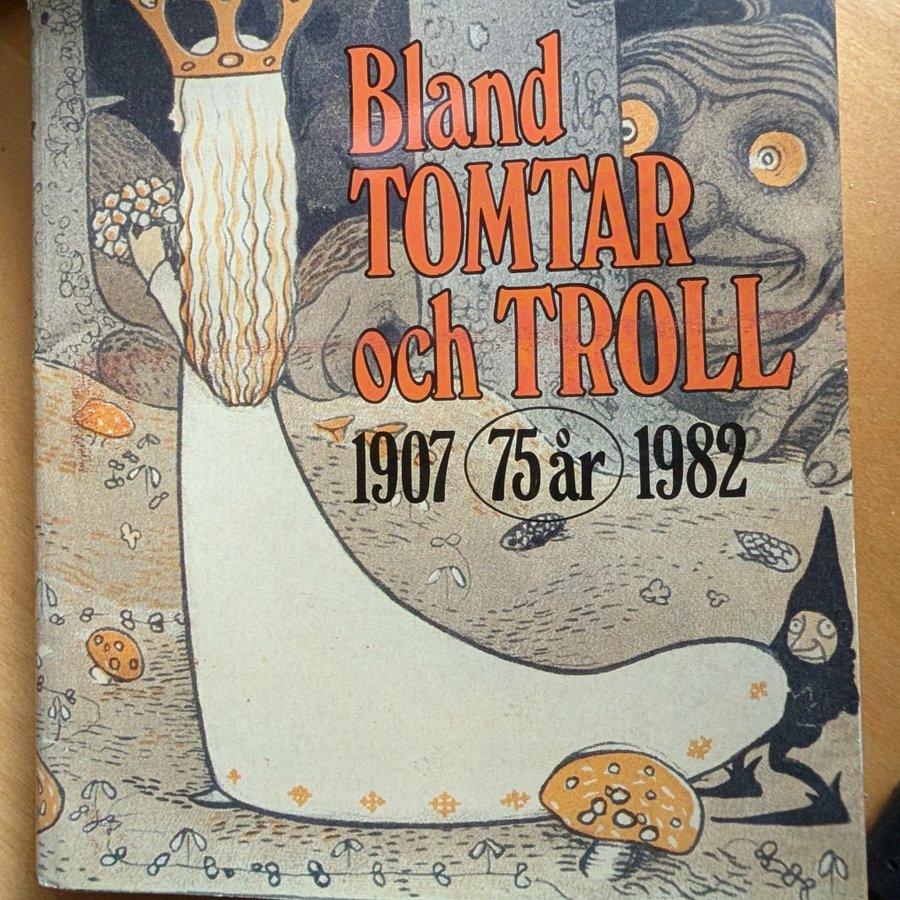 Bland
TOMTAR
och TROLL
1907 75 år 1982